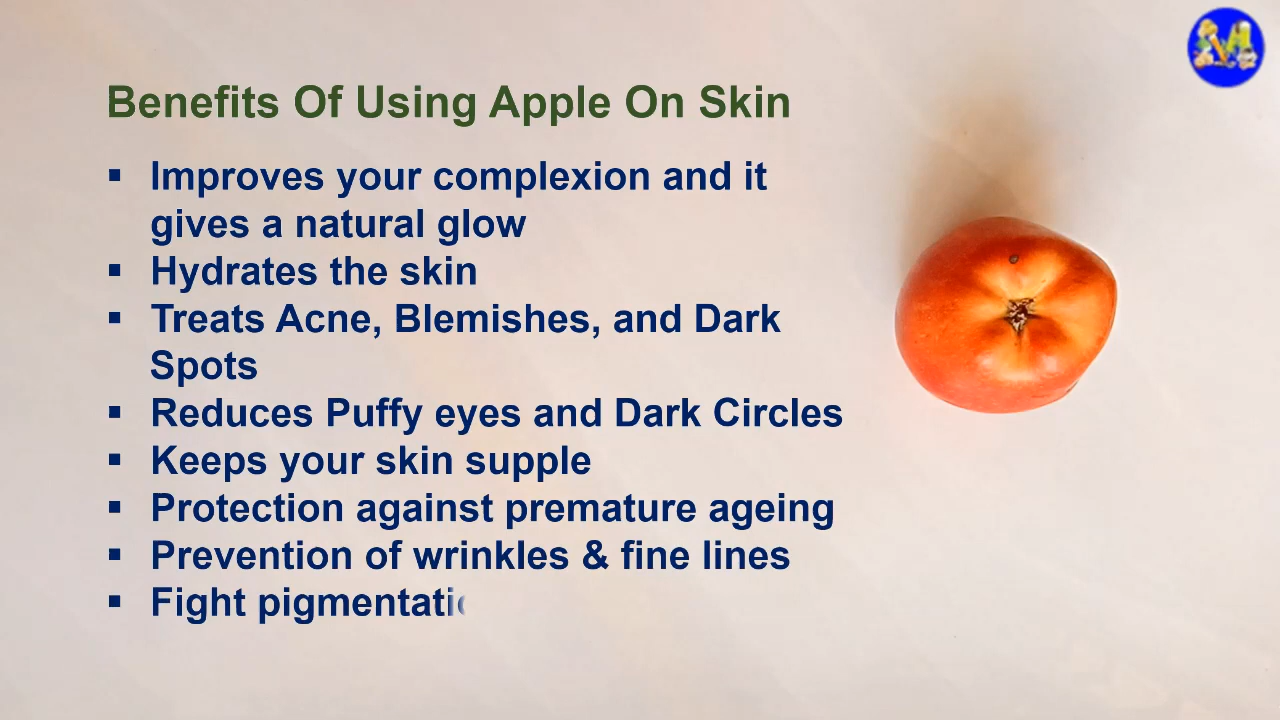 Benefits Of Using Apple On Skin
▪ Improves your complexion and it
gives a natural glow
▪ Hydrates the skin
▪ Treats Acne, Blemishes, and Dark
Spots
▪ Reduces Puffy eyes and Dark Circles
▪ Keeps your skin supple
▪ Protection against premature ageing
▪ Prevention of wrinkles & fine lines
▪ Fight pigmentati